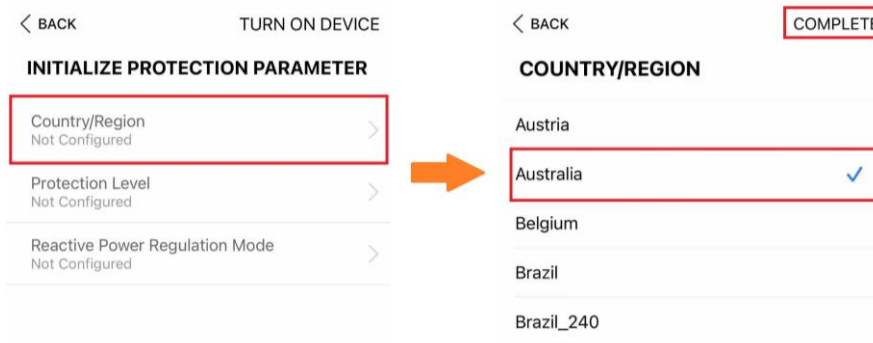 BACK
TURN ON DEVICE
INITIALIZE PROTECTION PARAMETER
Country/Region
Not Configured
Protection Level
Not Configured
Reactive Power Regulation Mode
Not Configured
BACK
COMPLETE
COUNTRY/REGION
Austria
Australia
Belgium
Brazil
Brazil_240